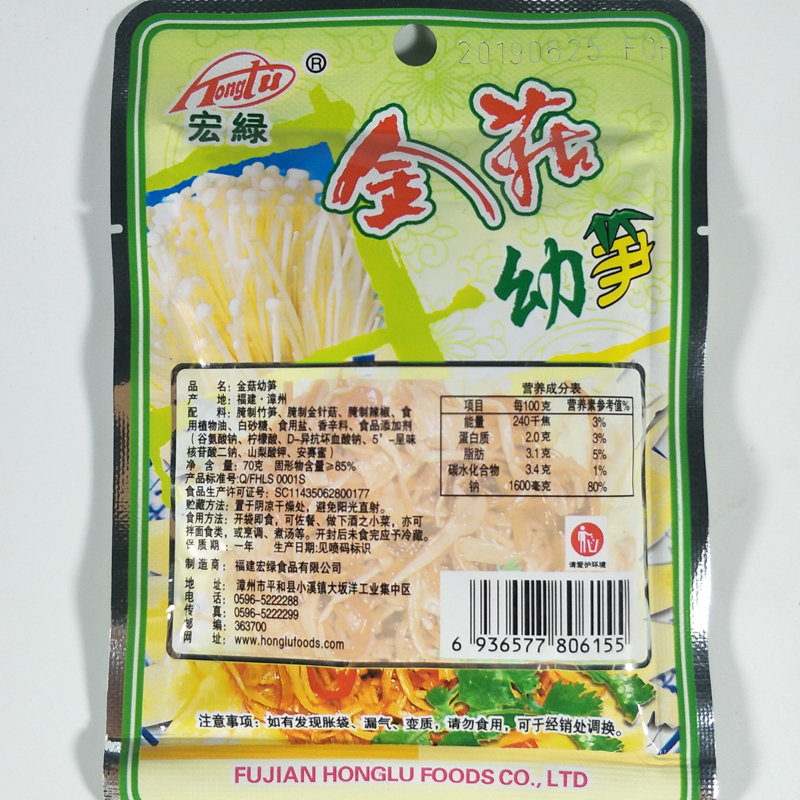 20190625 F0F
HongLu ®
宏緑
金菇
幼笋
品 名：金菇幼笋
产 地：福建·漳州
配 料：腌制竹笋、腌制金针菇、腌制辣椒、食
用植物油、白砂糖、食用盐、香辛料、食品添加剂
（谷氨酸钠、柠檬酸、D-异抗坏血酸钠、5’-呈味
核苷酸二钠、山梨酸钾、安赛蜜）
净 含 量：70克 固形物含量≥85%
产品标准号:Q/FHLS 0001S
食品生产许可证号：SC11435062800177
贮藏方法：置于阴凉干燥处，避免阳光直射。
食用方法：开袋即食，可佐餐、做下酒之小菜，亦可
拌面食类，或烹调、煮汤等。开封后未食完应予冷藏。
保 质 期：一年 生产日期:见喷码标识
制 造 商：福建宏绿食品有限公司
地 址：漳州市平和县小溪镇大坂洋工业集中区
电 话：0596-5222288
传 真：0596-5222299
邮 编：363700
网 址：www.honglufoods.com
营养成分表
项目 每100克 营养素参考值%
能量 240千焦 3%
蛋白质 2.0克 3%
脂肪 3.1克 5%
碳水化合物 3.4克 1%
钠 1600毫克 80%
请爱护环境
6 936577 806155
注意事项：如有发现胀袋、漏气、变质，请勿食用，可于经销处调换。
FUJIAN HONGLU FOODS CO., LTD